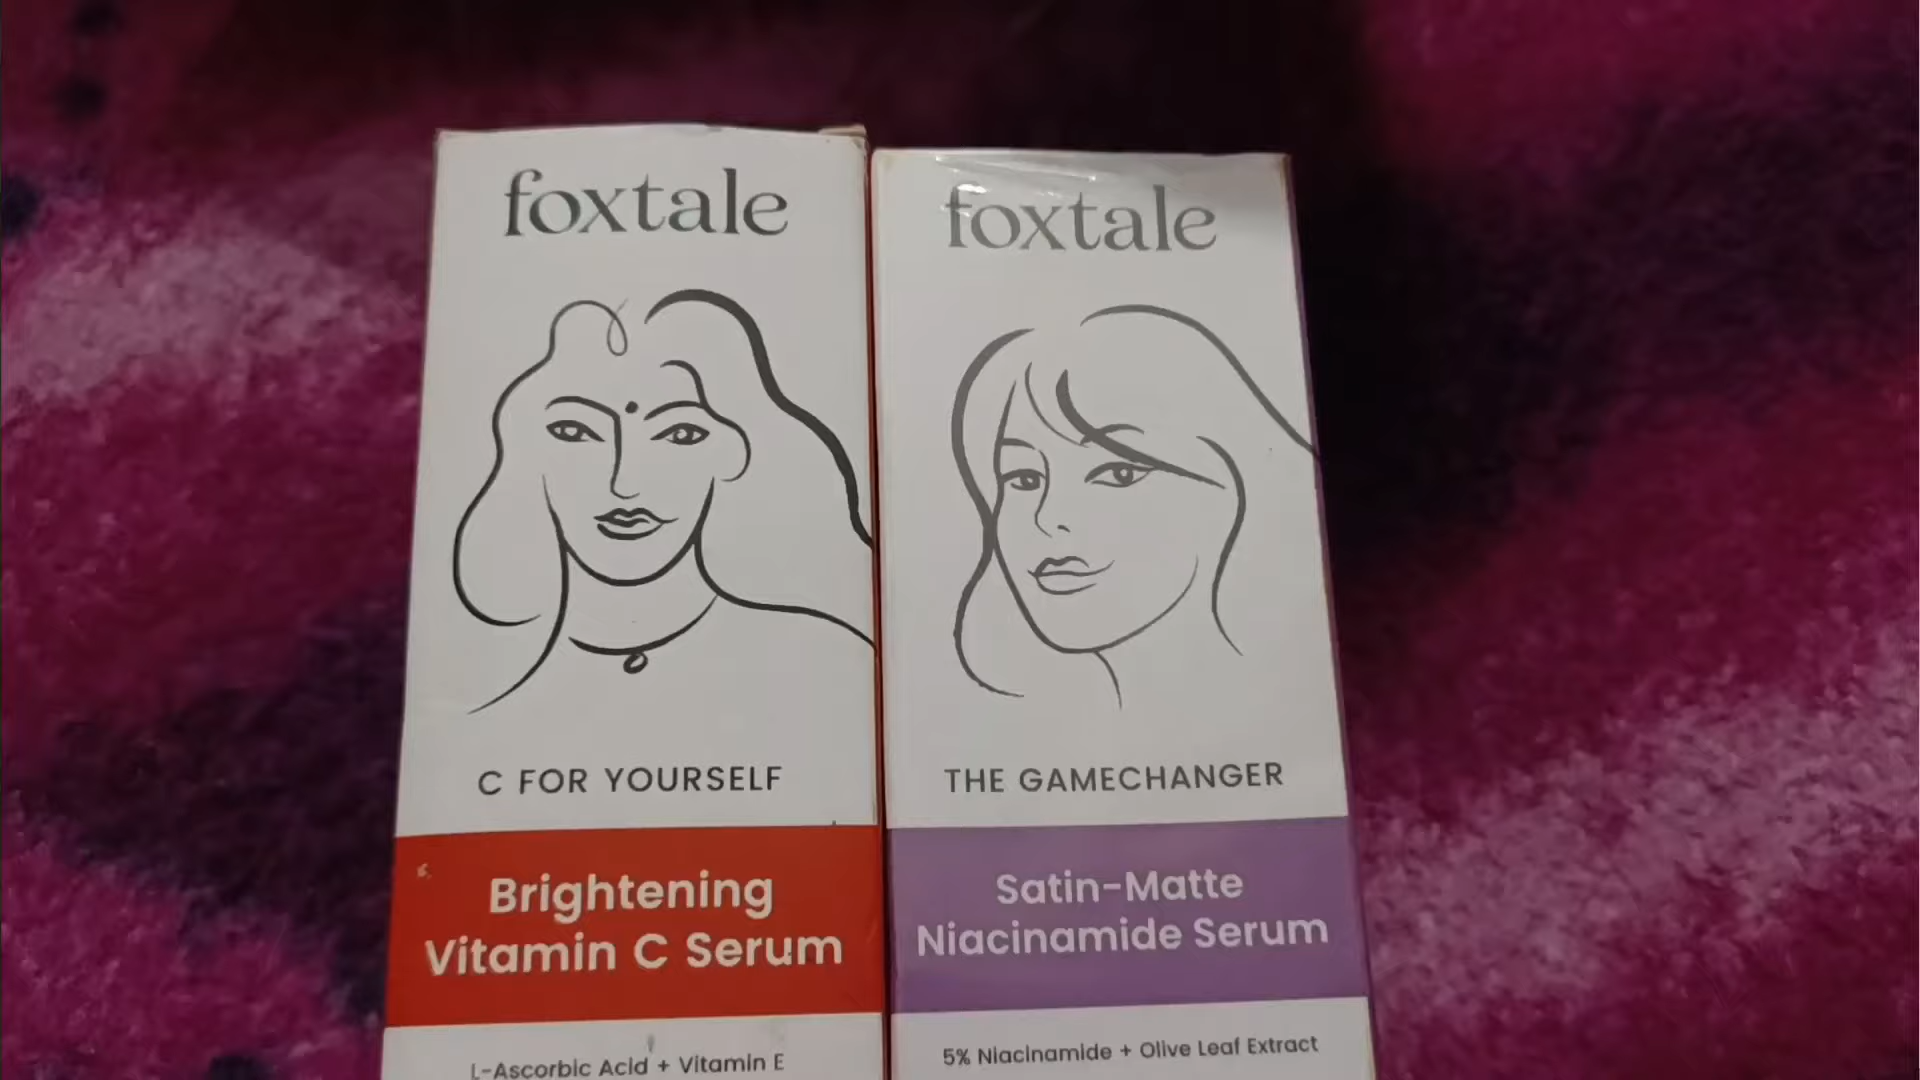 foxtale
C FOR YOURSELF
Brightening
Vitamin C Serum
L-Ascorbic Acid + Vitamin E
foxtale
THE GAMECHANGER
Satin-Matte
Niacinamide Serum
5% Niacinamide + Olive Leaf Extract